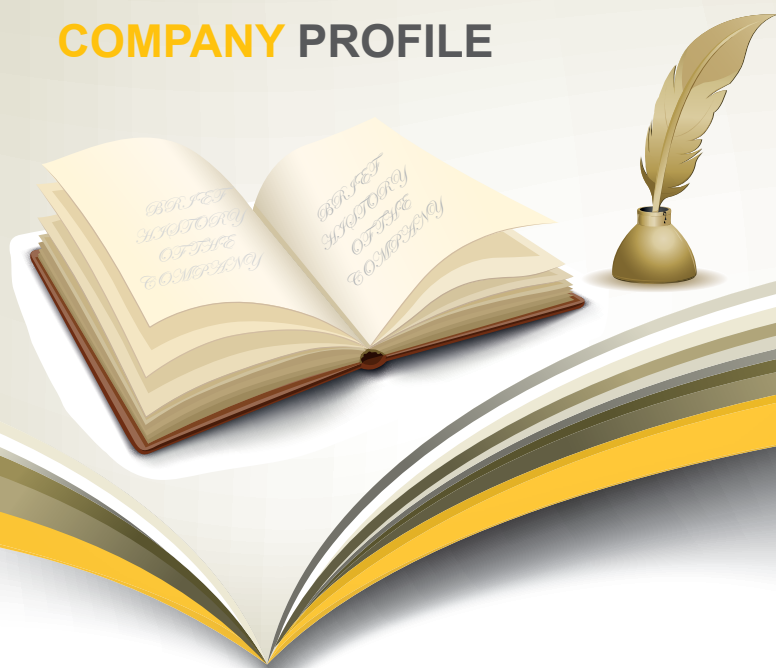 COMPANY PROFILE
BRIEF
HISTORY
OF THE
COMPANY
BRIEF
HISTORY
OF THE
COMPANY